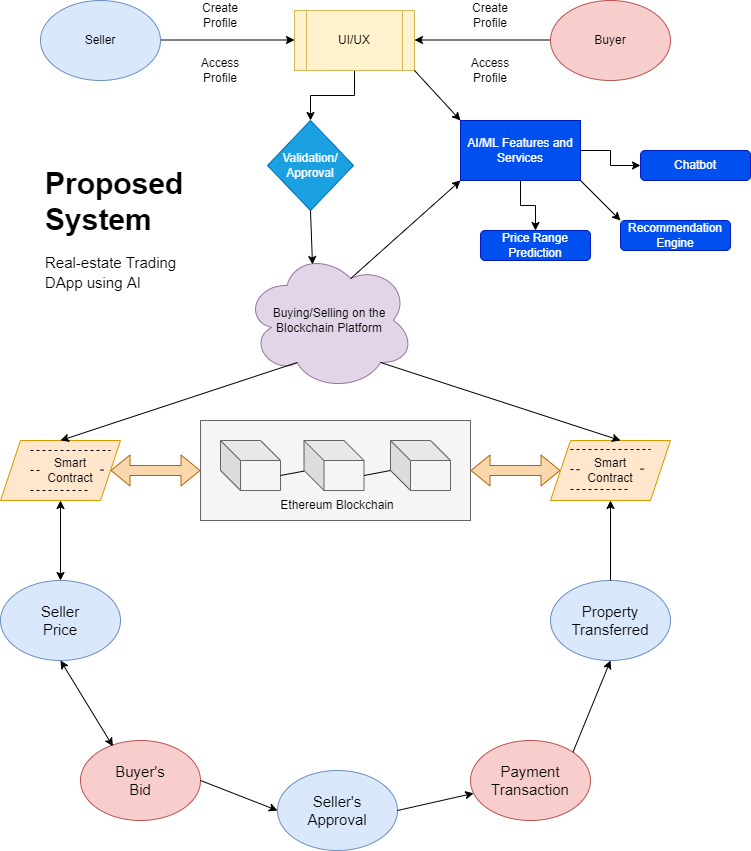 Create
Profile
Seller
Access
Profile
UI/UX
Create
Profile
Buyer
Access
Profile
Validation/
Approval
AI/ML Features and
Services
Chatbot
Recommendation
Engine
Price Range
Prediction
Proposed
System
Real-estate Trading
DApp using AI
Buying/Selling on the
Blockchain Platform
Smart
Contract
Ethereum Blockchain
Smart
Contract
Seller
Price
Property
Transferred
Buyer's
Bid
Seller's
Approval
Payment
Transaction